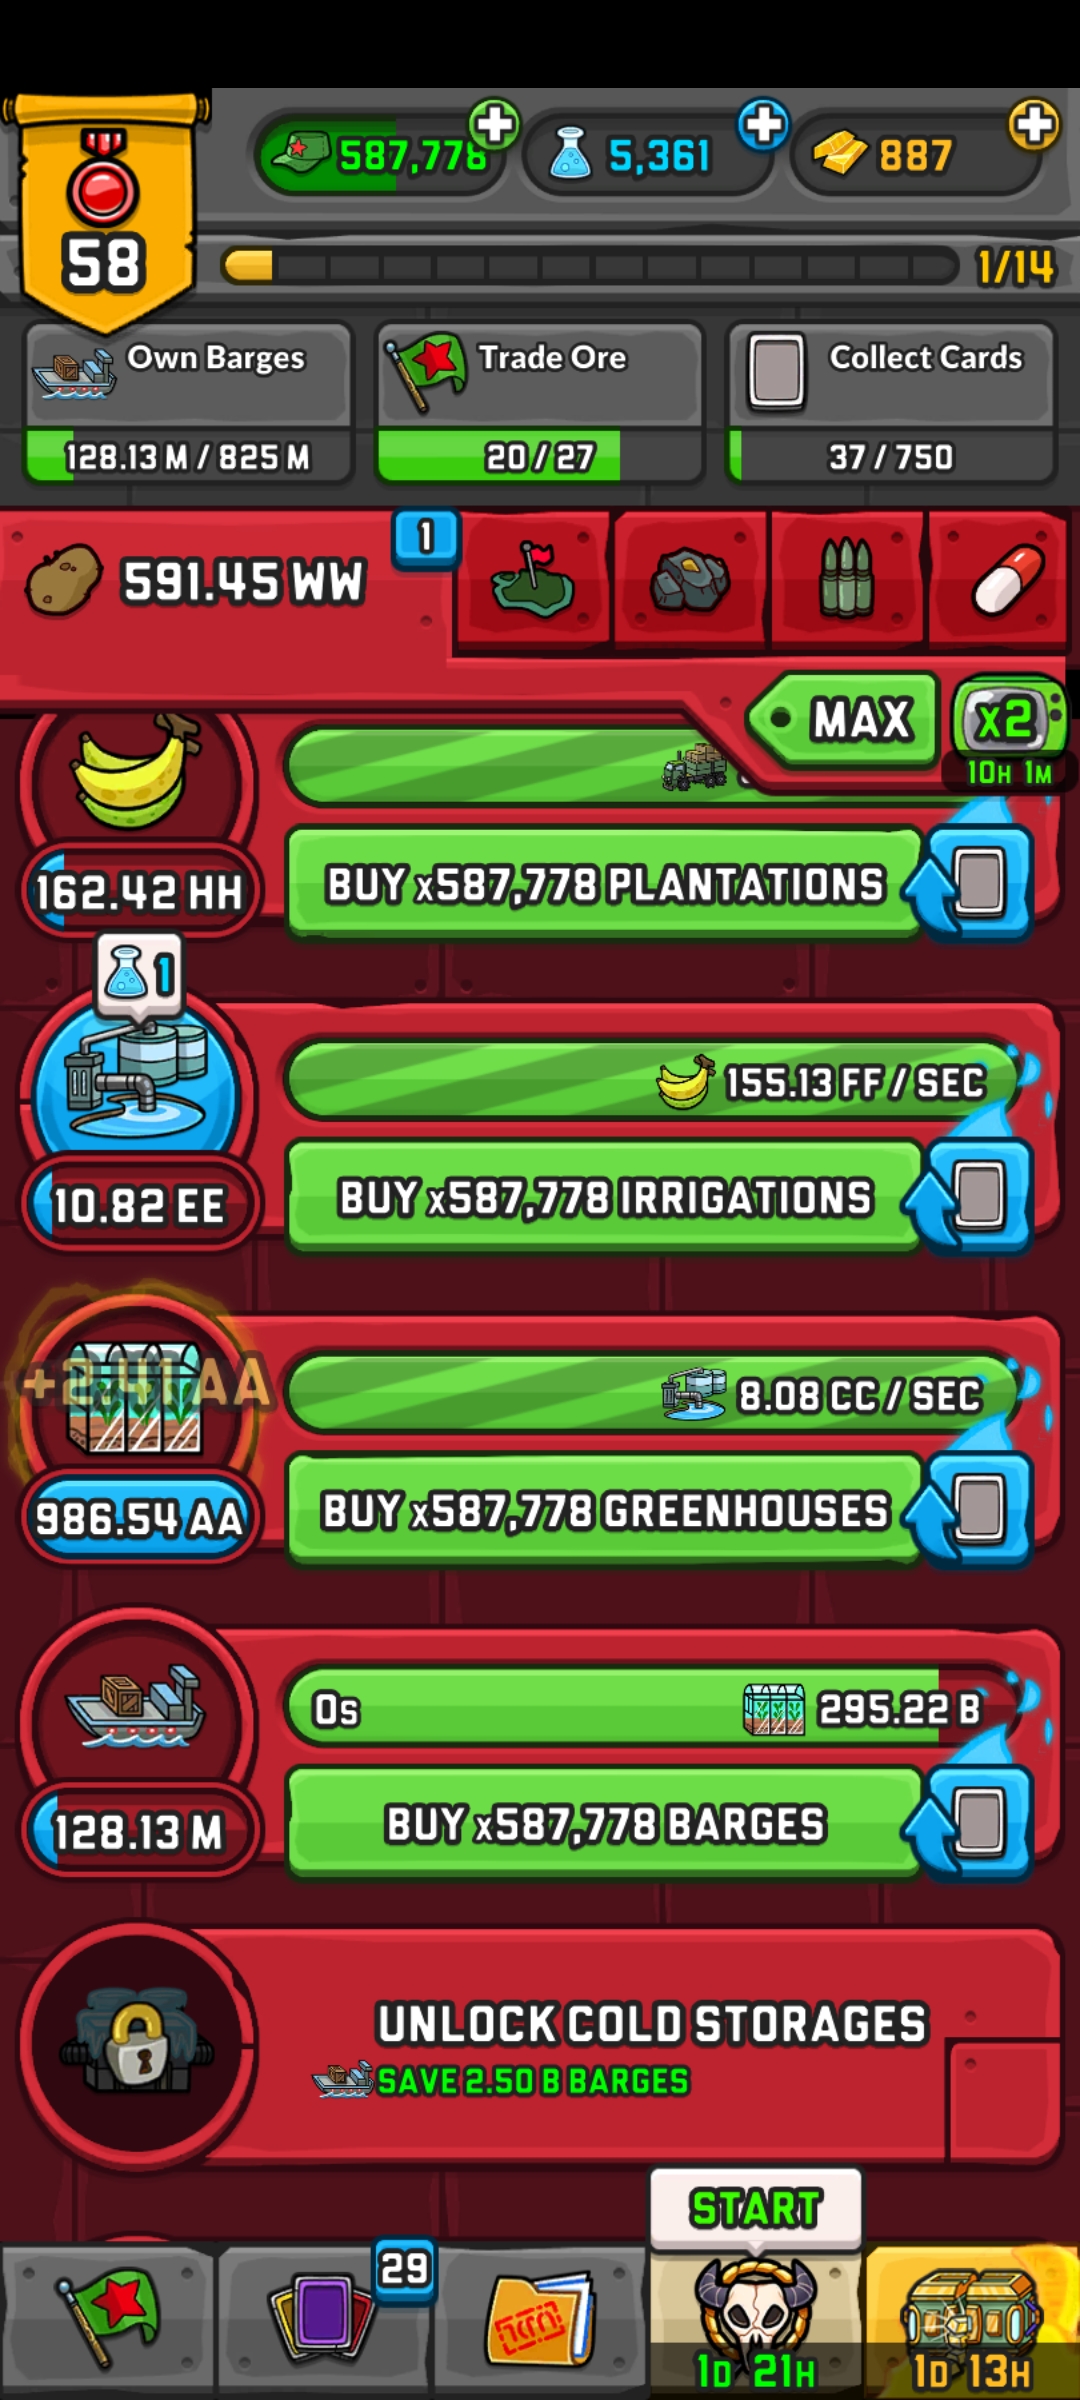 587,778
5,361
887
58
1/14
Own Barges
Trade Ore
Collect Cards
128.13 M / 825 M
20 / 27
37 / 750
591.45 WW
1
MAX
x2
10H 1M
162.42 HH
BUY x587,778 PLANTATIONS
1
155.13 FF / SEC
10.82 EE
BUY x587,778 IRRIGATIONS
+2.41 AA
8.08 CC / SEC
986.54 AA
BUY x587,778 GREENHOUSES
0s
295.22 B
128.13 M
BUY x587,778 BARGES
UNLOCK COLD STORAGES
SAVE 2.50 B BARGES
START
29
1D 21H
1D 13H